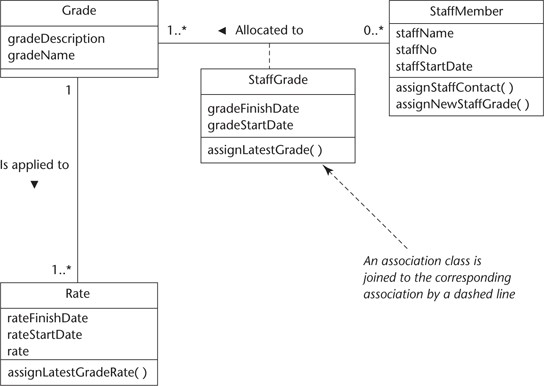 Grade
gradeDescription
gradeName
1..*
◄ Allocated to
0..*
StaffMember
staffName
staffNo
staffStartDate
assignStaffContact( )
assignNewStaffGrade( )
StaffGrade
gradeFinishDate
gradeStartDate
assignLatestGrade( )
1
Is applied to
▼
1..*
An association class is
joined to the corresponding
association by a dashed line
Rate
rateFinishDate
rateStartDate
rate
assignLatestGradeRate( )